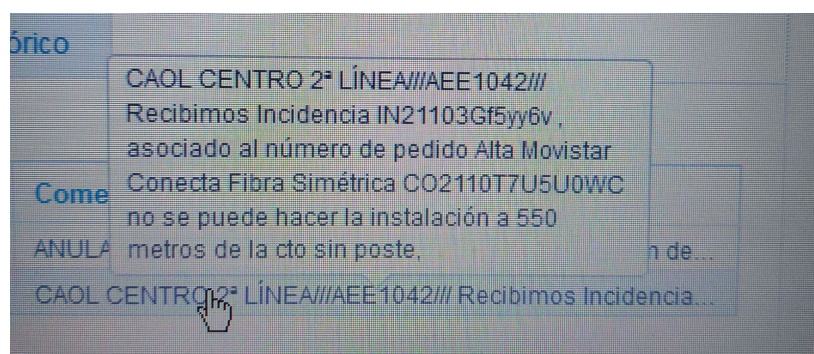 órico
CAOL CENTRO 2ª LÍNEA///AEE1042///
Recibimos Incidencia IN21103Gf5yy6v ,
asociado al número de pedido Alta Movistar
Conecta Fibra Simétrica CO2110T7U5U0WC
no se puede hacer la instalación a 550
metros de la cto sin poste,
Come
ANULA
n de...
CAOL CENTRO 2ª LÍNEA///AEE1042/// Recibimos Incidencia...